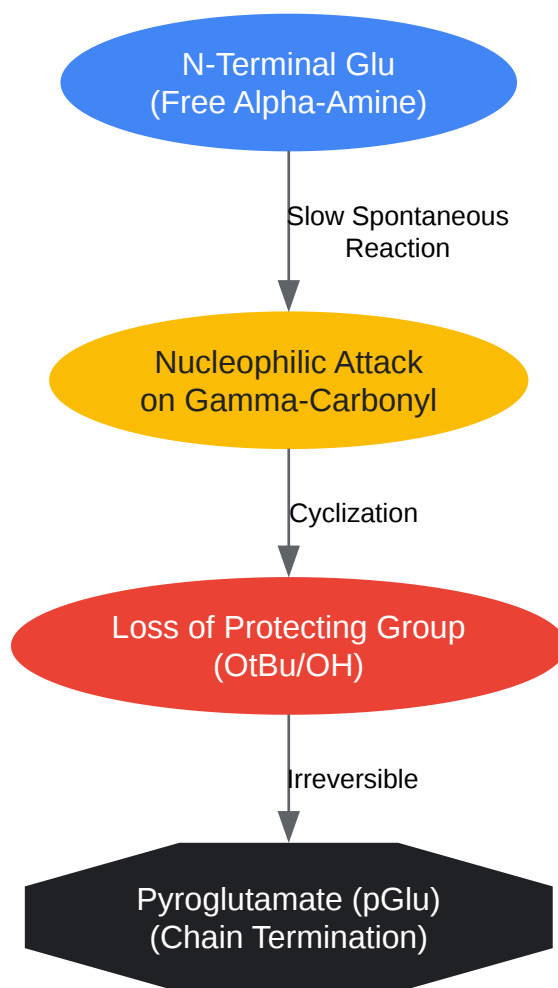 N-Terminal Glu
(Free Alpha-Amine)
Slow Spontaneous
Reaction
Nucleophilic Attack
on Gamma-Carbonyl
Cyclization
Loss of Protecting Group
(OtBu/OH)
Irreversible
Pyroglutamate (pGlu)
(Chain Termination)